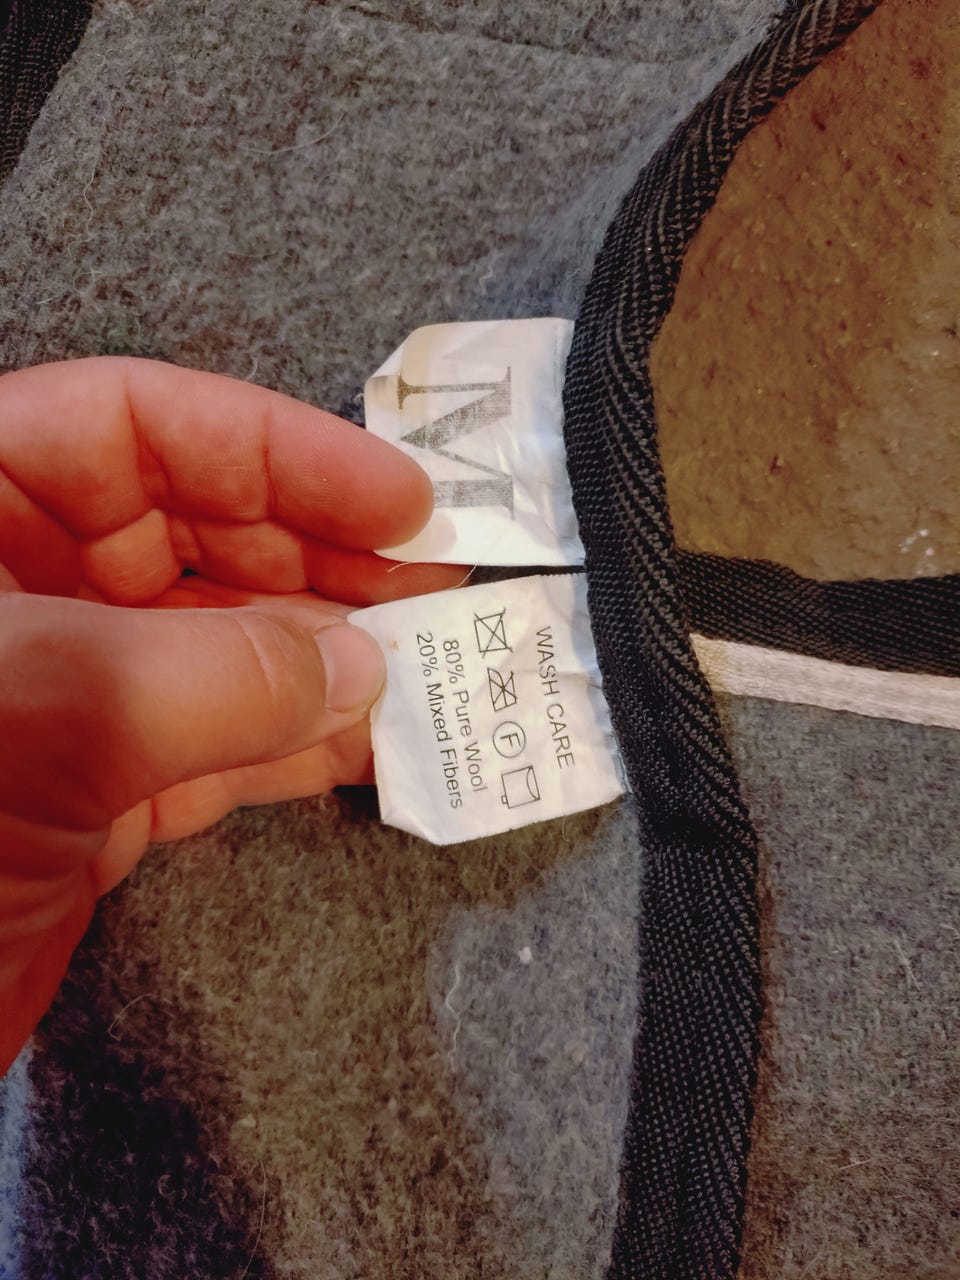 M
WASH CARE
F
80% Pure Wool
20% Mixed Fibers